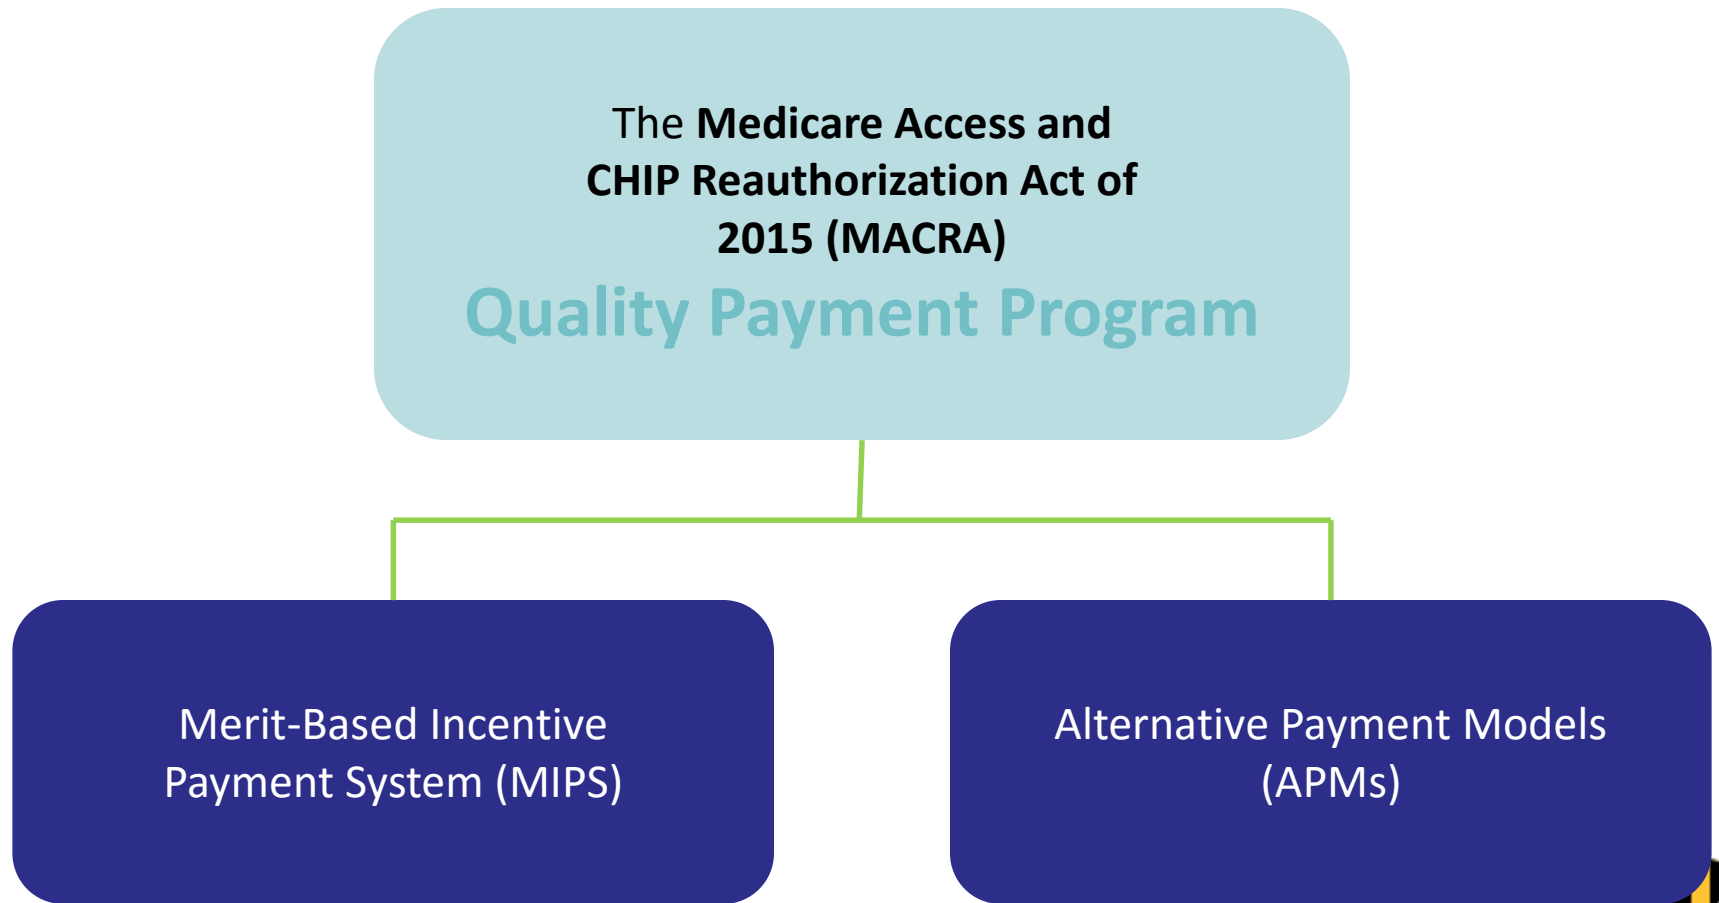 The Medicare Access and
CHIP Reauthorization Act of
2015 (MACRA)
Quality Payment Program
Merit-Based Incentive
Payment System (MIPS)
Alternative Payment Models
(APMs)